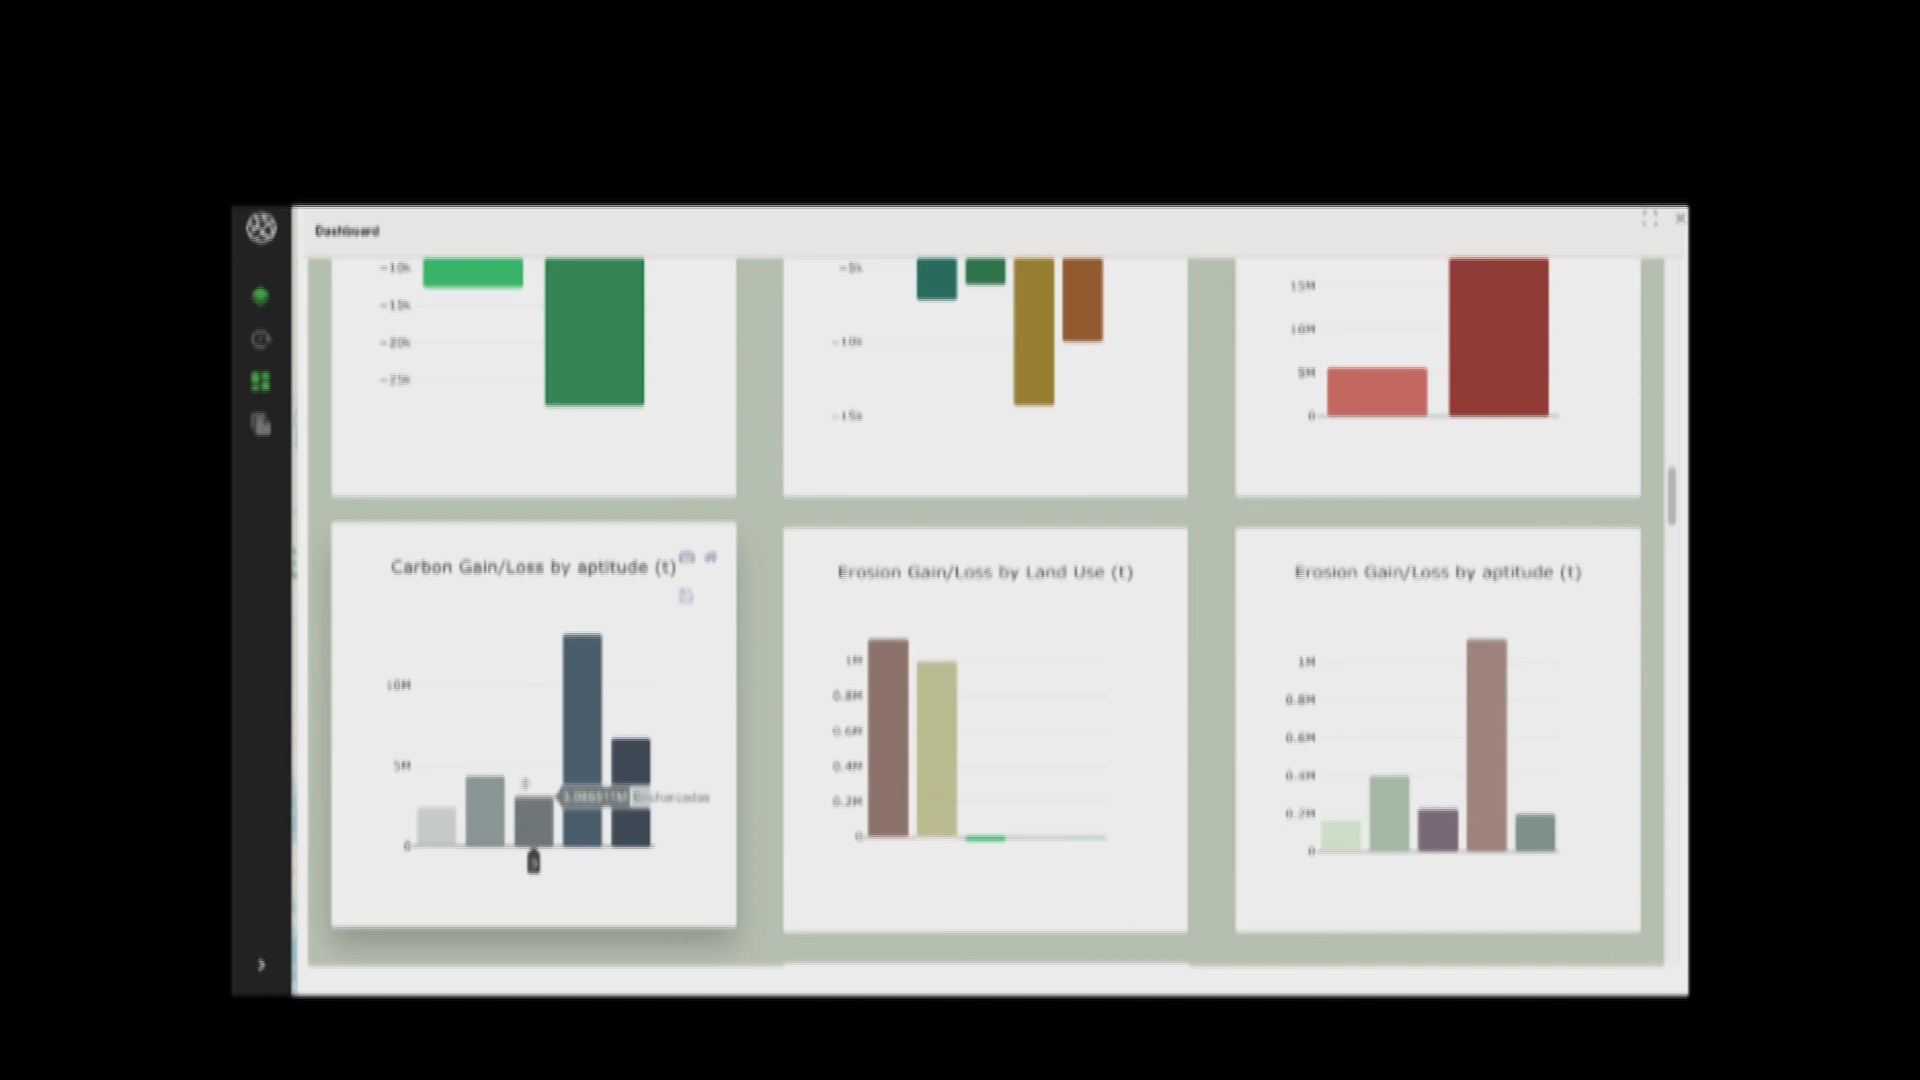 Dashboard
-10k
-15k
-20k
-25k
-5k
-10k
-15k
15M
10M
5M
0
Carbon Gain/Loss by aptitude (t)
10M
5M
0
3
Erosion Gain/Loss by Land Use (t)
1M
0.8M
0.6M
0.4M
0.2M
0
Erosion Gain/Loss by aptitude (t)
1M
0.8M
0.6M
0.4M
0.2M
0